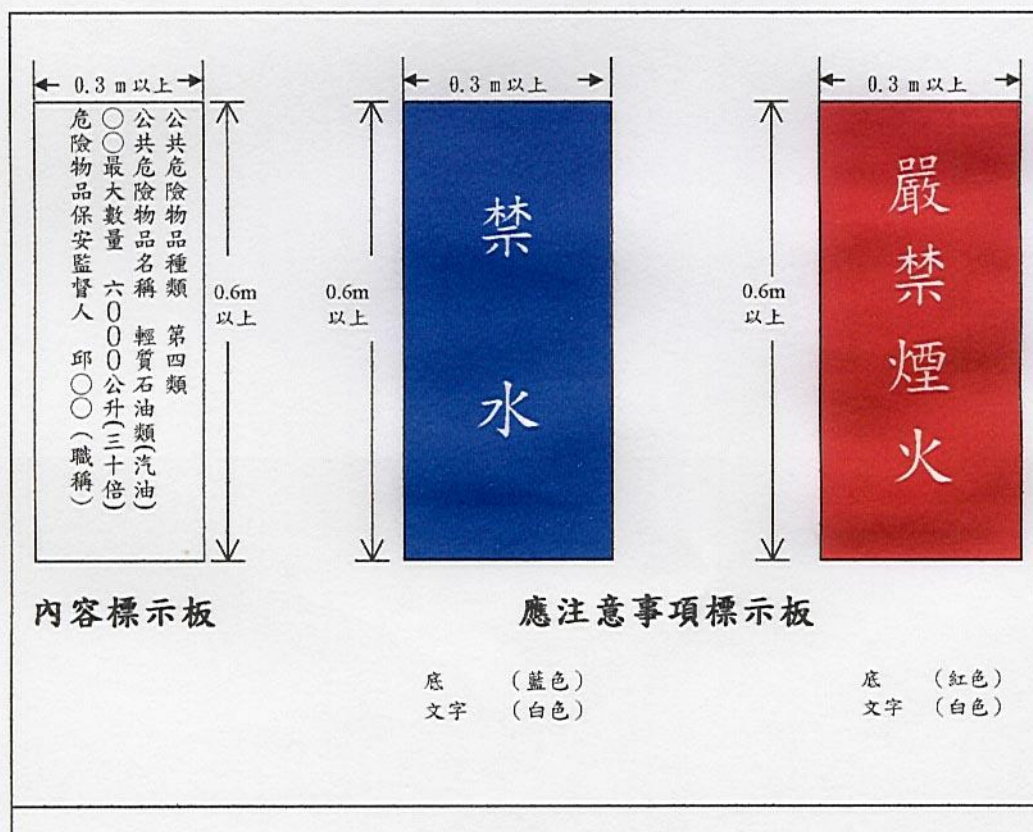 0.3 m以上
公共危險物品種類 第四類
公共危險物品名稱 輕質石油類(汽油)
○○最大數量 六000公升(三十倍)
危險物品保安監督人 邱○○(職稱)
0.6m
以上
內容標示板
0.3 m以上
0.6m
以上
禁水
0.3 m以上
0.6m
以上
嚴禁煙火
應注意事項標示板
底 (藍色)
文字 (白色)
底 (紅色)
文字 (白色)